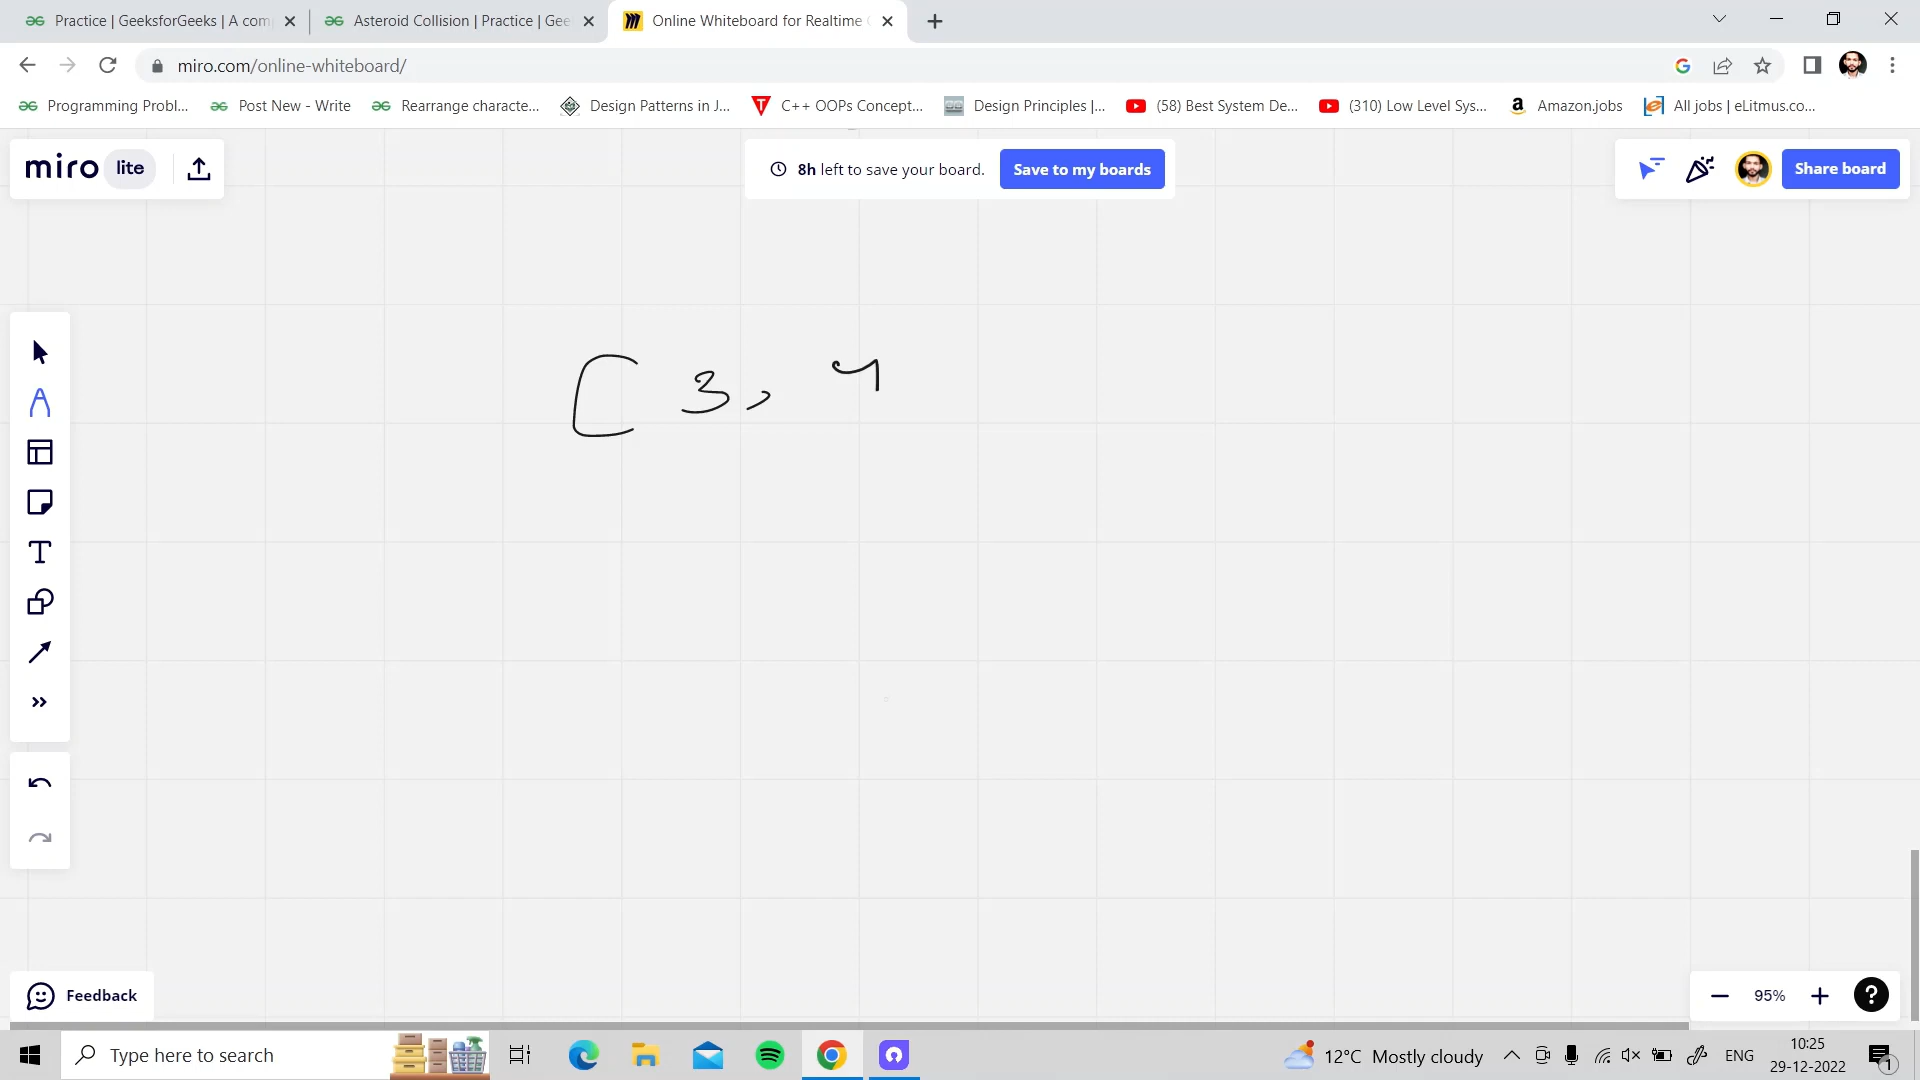 Practice | GeeksforGeeks | A com
Asteroid Collision | Practice | Gee
Online Whiteboard for Realtime
miro.com/online-whiteboard/
Programming Probl... Post New - Write Rearrange characte... Design Patterns in J... C++ OOPs Concept... Design Principles |... (58) Best System De... (310) Low Level Sys... Amazon.jobs All jobs | eLitmus.co...
miro lite
8h left to save your board.
Save to my boards
Share board
[ 3, 4
Feedback
95%
Type here to search
12°C Mostly cloudy
ENG
10:25
29-12-2022
1